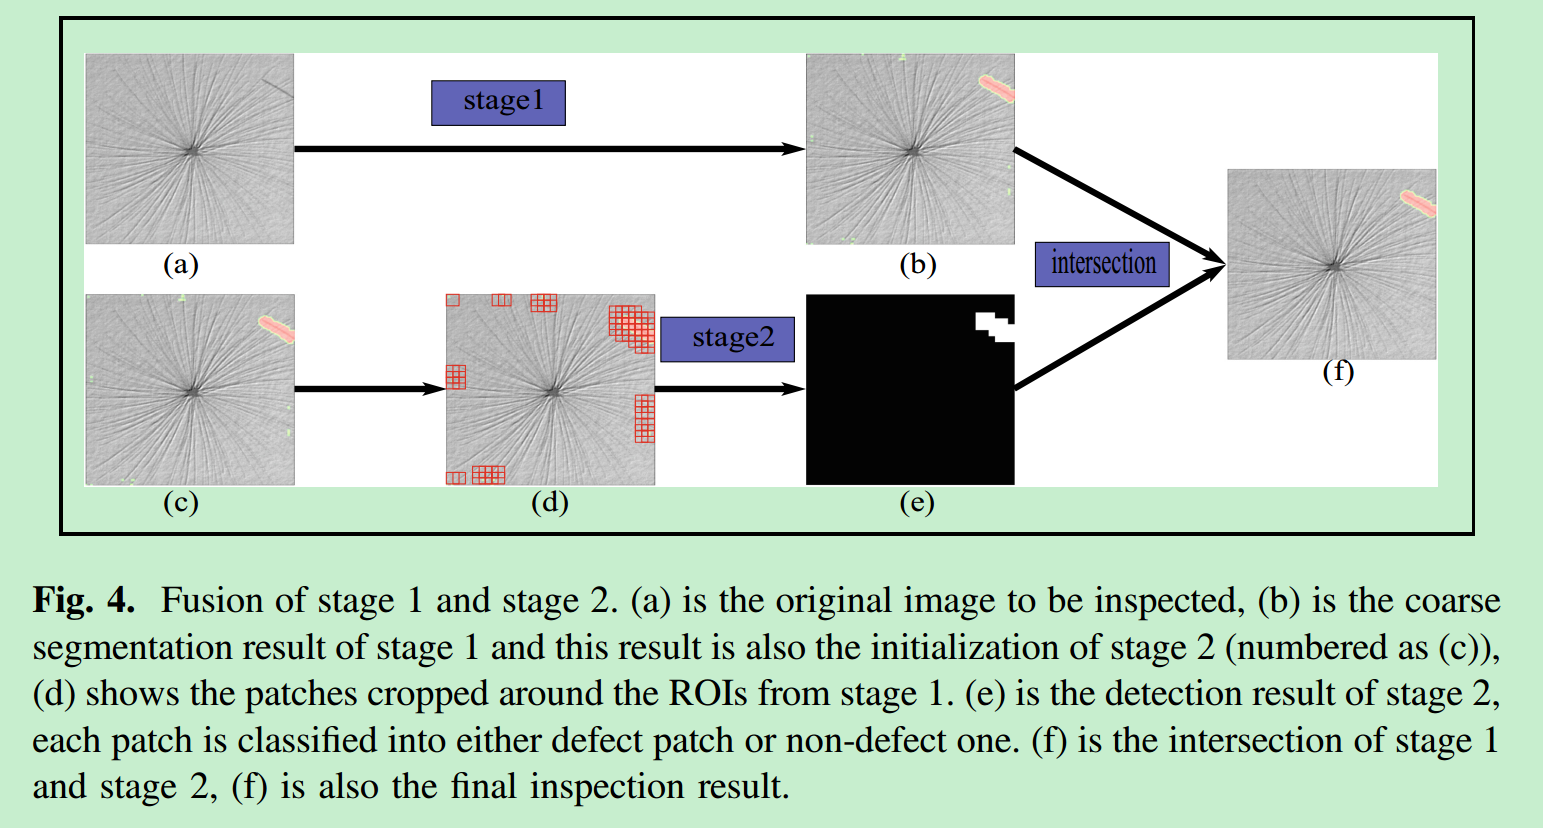 stage1
(a)
(b)
intersection
stage2
(f)
(c)
(d)
(e)
Fig. 4. Fusion of stage 1 and stage 2. (a) is the original image to be inspected, (b) is the coarse
segmentation result of stage 1 and this result is also the initialization of stage 2 (numbered as (c)),
(d) shows the patches cropped around the ROIs from stage 1. (e) is the detection result of stage 2,
each patch is classified into either defect patch or non-defect one. (f) is the intersection of stage 1
and stage 2, (f) is also the final inspection result.